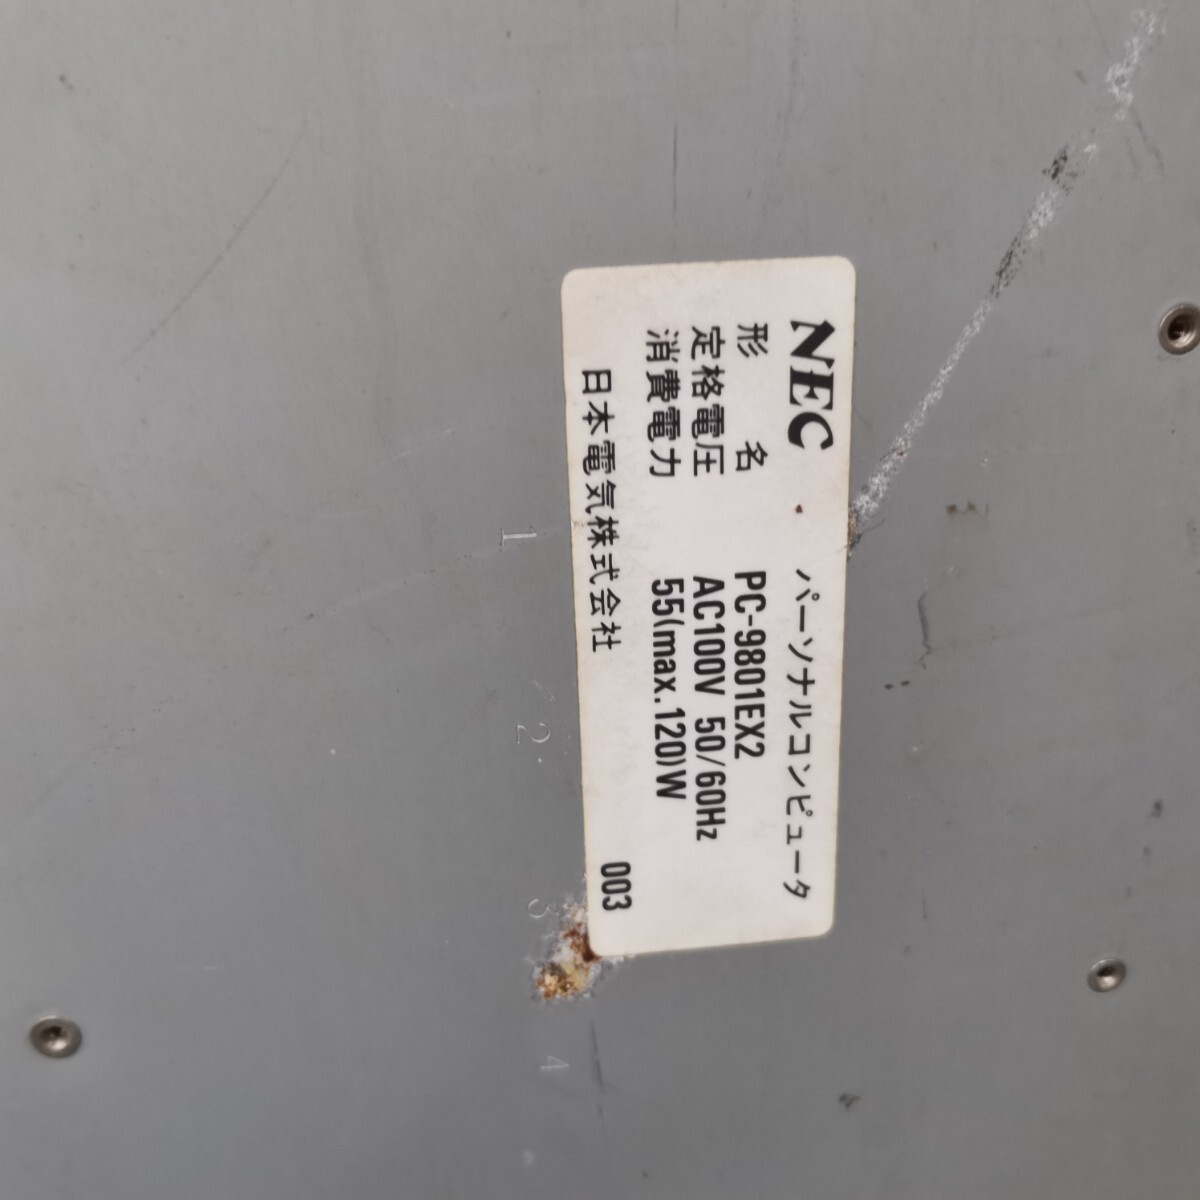 NEC パーソナルコンピュータ
形 名 PC-9801EX2
定格電圧 AC100V 50/60Hz
消費電力 55(max.120)W
日本電気株式会社 003
1
2
3
4